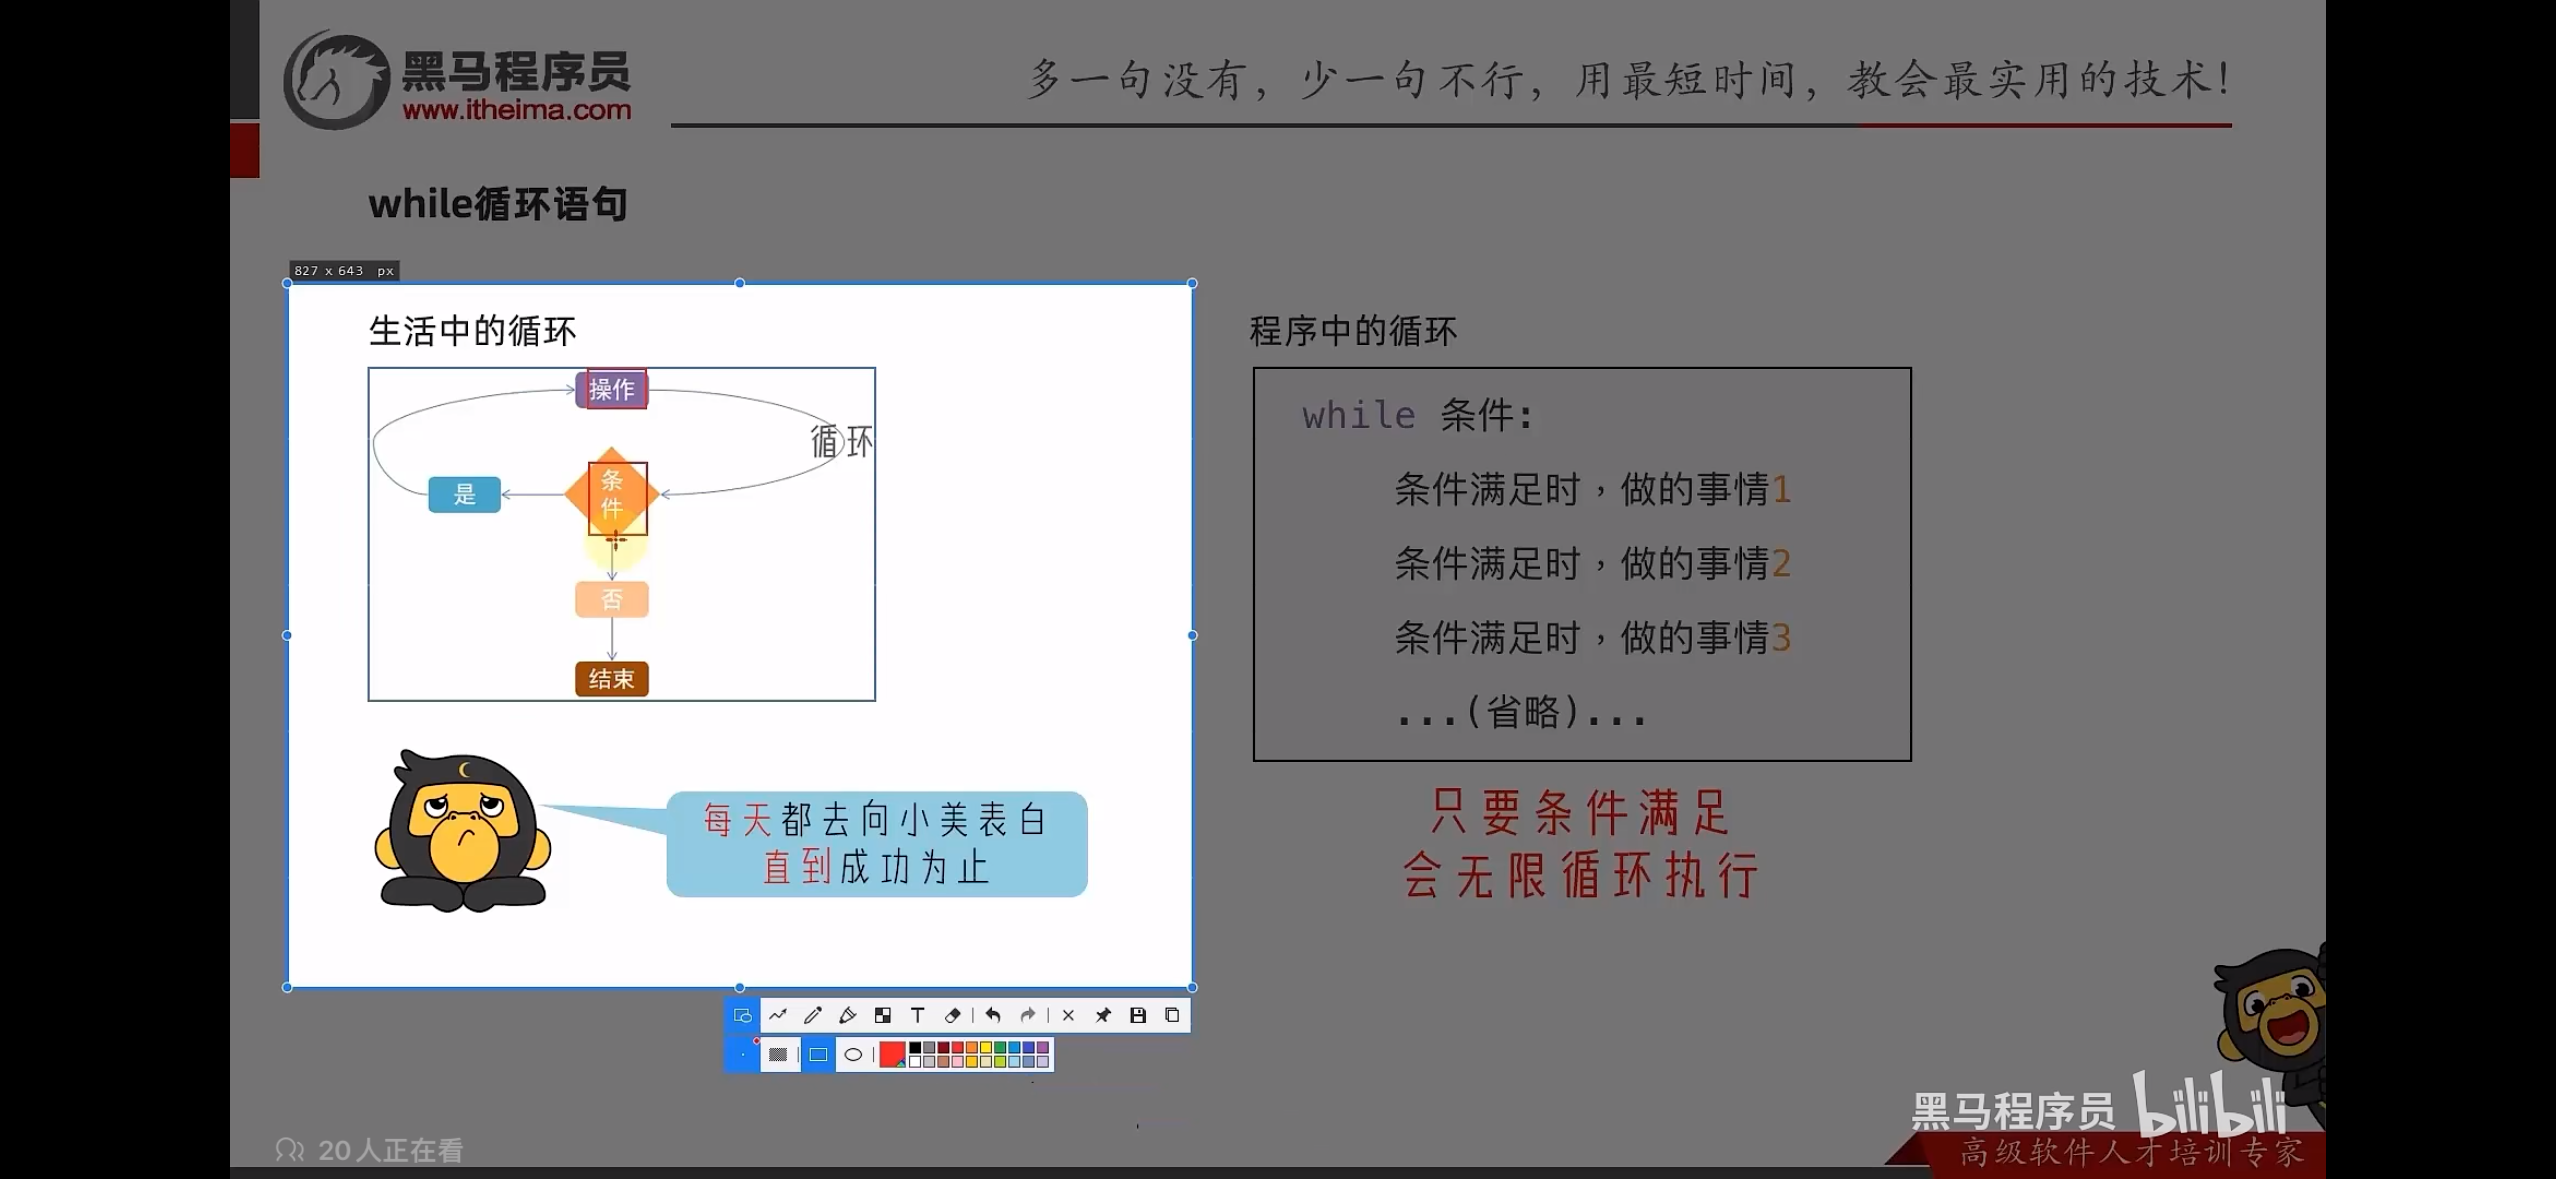 黑马程序员
www.itheima.com
多一句没有，少一句不行，用最短时间，教会最实用的技术！
while循环语句
827 x 643 px
生活中的循环
操作
循环
条件
是
否
结束
每天都去向小美表白
直到成功为止
程序中的循环
while 条件:
条件满足时，做的事情1
条件满足时，做的事情2
条件满足时，做的事情3
...(省略)...
只要条件满足
会无限循环执行
T
20人正在看
黑马程序员 bilibili
高级软件人才培训专家